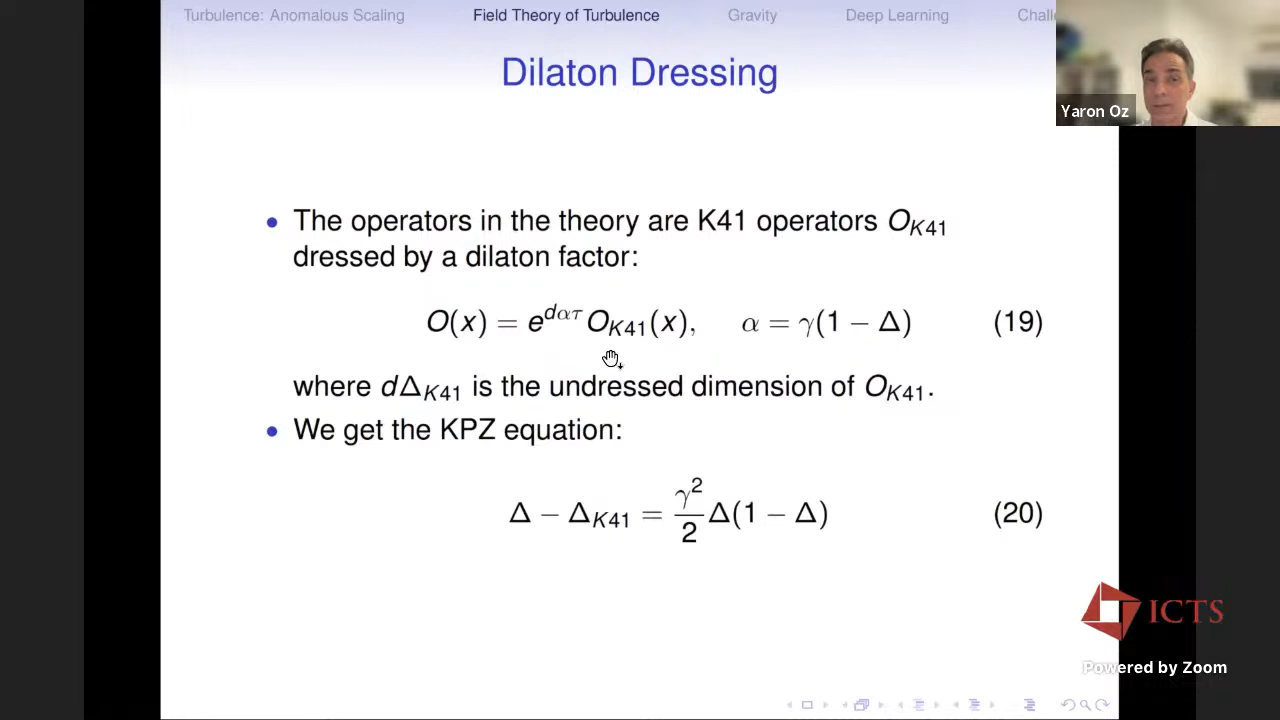 Turbulence: Anomalous Scaling Field Theory of Turbulence Gravity Deep Learning Chall
Dilaton Dressing
Yaron Oz
• The operators in the theory are K41 operators O_{K41}
dressed by a dilaton factor:
O(x) = e^{dατ} O_{K41}(x), α = γ(1 − Δ) (19)
where dΔ_{K41} is the undressed dimension of O_{K41}.
• We get the KPZ equation:
Δ − Δ_{K41} = γ²/2 Δ(1 − Δ) (20)
ICTS
Powered by Zoom